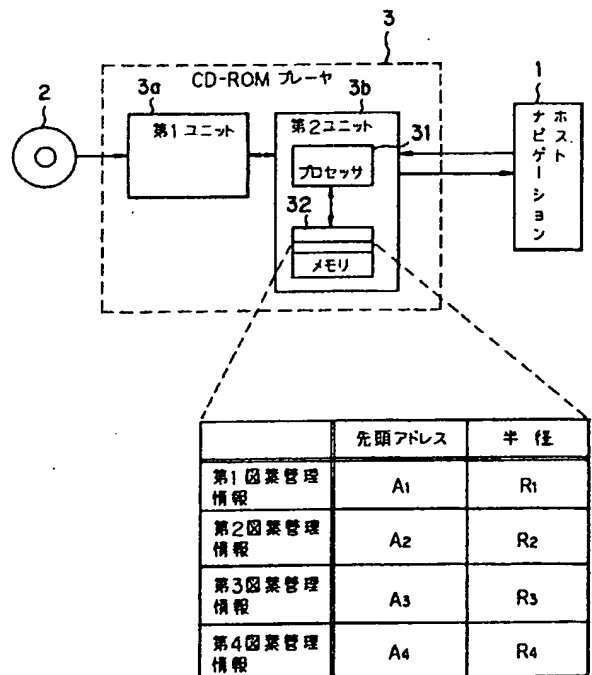 3
CD-ROM プレーヤ
2
3a
3b
1
第1ユニット
第2ユニット
31
プロセッサ
32
メモリ
ホスト
ナビゲーション
先頭アドレス
半径
第1図葉管理
情報
A1
R1
第2図葉管理
情報
A2
R2
第3図葉管理
情報
A3
R3
第4図葉管理
情報
A4
R4